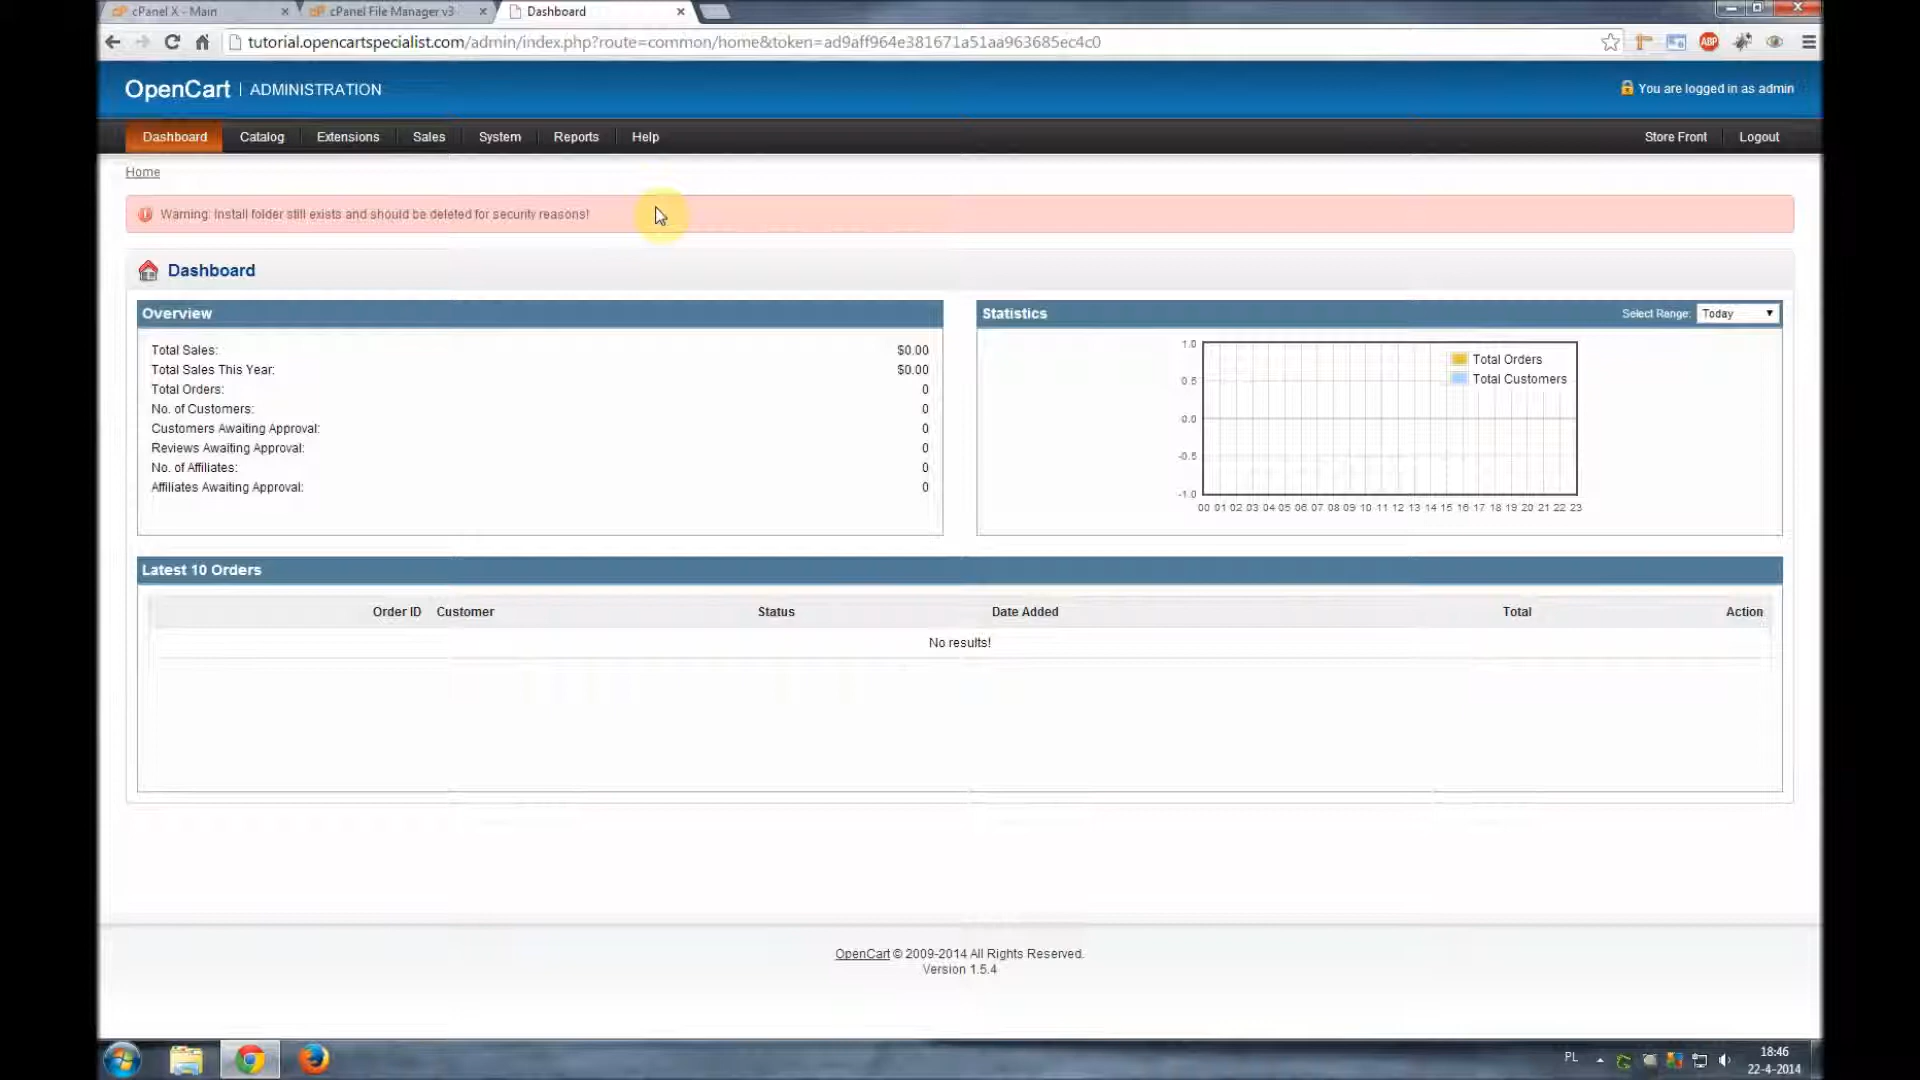 cPanel X - Main
cPanel File Manager v3
Dashboard
tutorial.opencartspecialist.com/admin/index.php?route=common/home&token=ad9aff964e381671a51aa963685ec4c0
ABP
OpenCart | ADMINISTRATION
You are logged in as admin
Dashboard Catalog Extensions Sales System Reports Help Store Front Logout
Home
Warning: Install folder still exists and should be deleted for security reasons!
Dashboard
Overview
Total Sales: $0.00
Total Sales This Year: $0.00
Total Orders: 0
No. of Customers: 0
Customers Awaiting Approval: 0
Reviews Awaiting Approval: 0
No. of Affiliates: 0
Affiliates Awaiting Approval: 0
Statistics
Select Range: Today
1.0
0.5
0.0
-0.5
-1.0
Total Orders
Total Customers
00 01 02 03 04 05 06 07 08 09 10 11 12 13 14 15 16 17 18 19 20 21 22 23
Latest 10 Orders
Order ID Customer Status Date Added Total Action
No results!
OpenCart © 2009-2014 All Rights Reserved.
Version 1.5.4
PL
18:46
22-4-2014